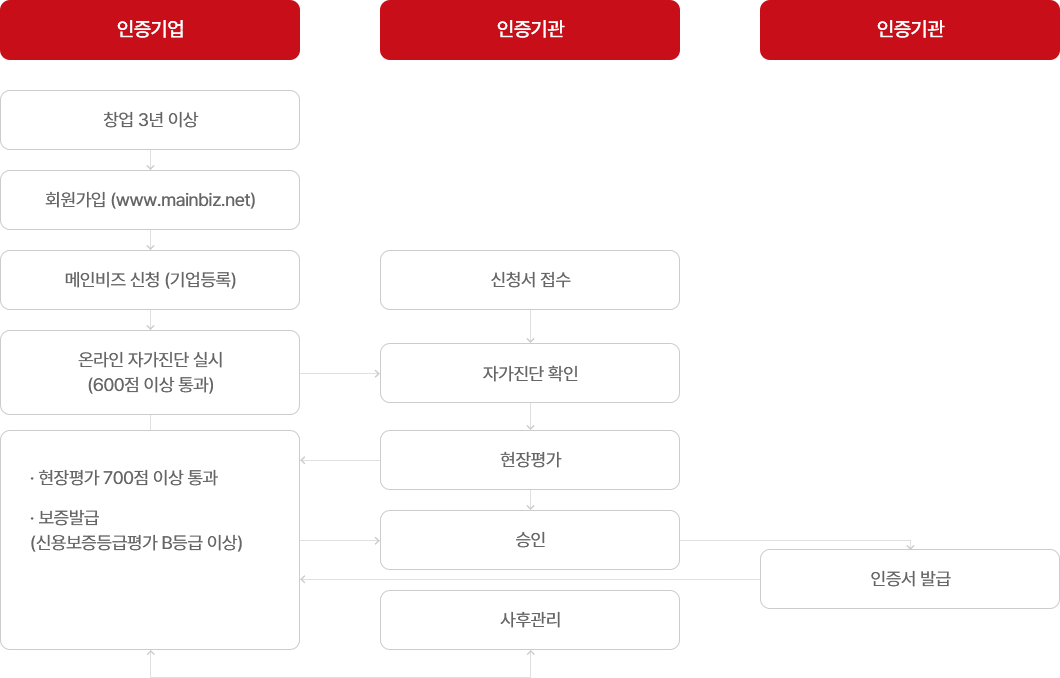 인증기업
인증기관
인증기관
창업 3년 이상
회원가입 (www.mainbiz.net)
메인비즈 신청 (기업등록)
신청서 접수
온라인 자가진단 실시
(600점 이상 통과)
자가진단 확인
· 현장평가 700점 이상 통과
· 보증발급
(신용보증등급평가 B등급 이상)
현장평가
승인
인증서 발급
사후관리